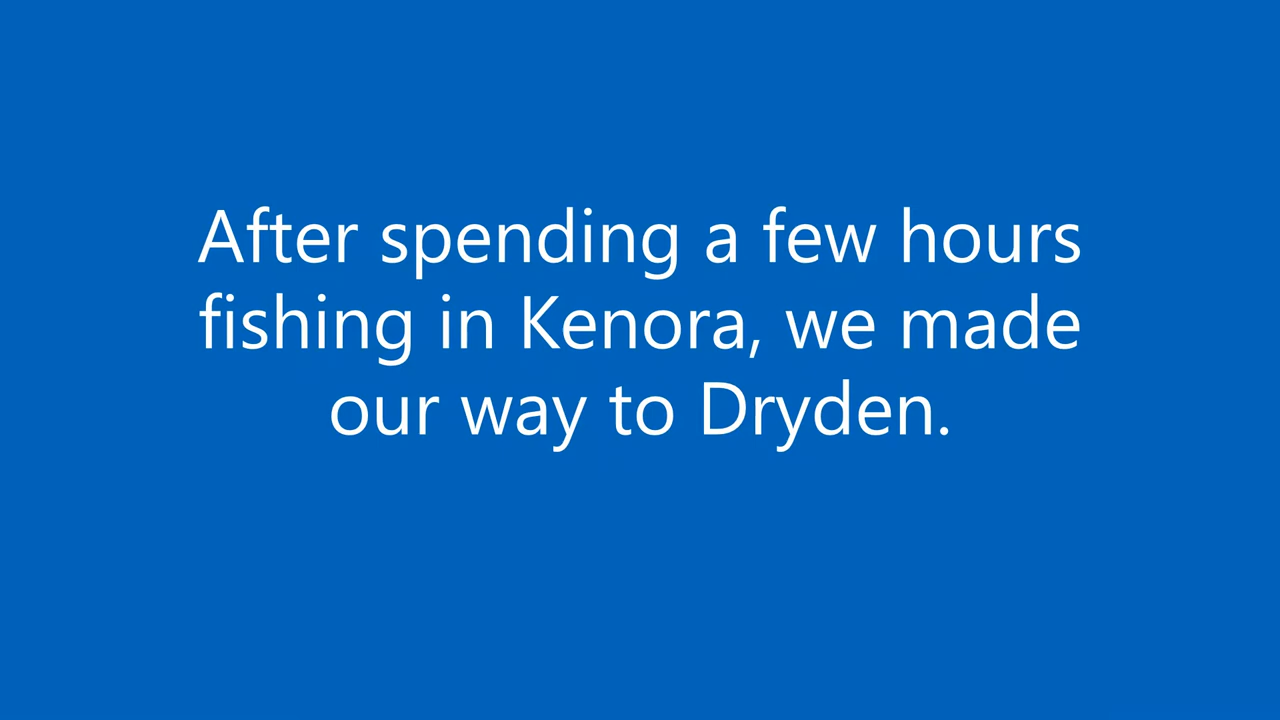 After spending a few hours
fishing in Kenora, we made
our way to Dryden.